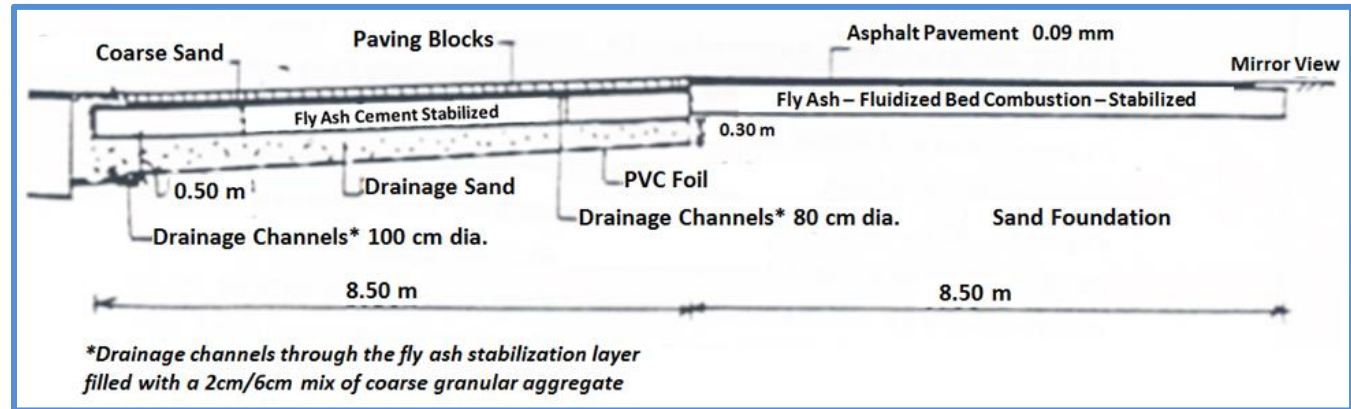 Coarse Sand
Paving Blocks
Asphalt Pavement 0.09 mm
Mirror View
Fly Ash Cement Stabilized
Fly Ash – Fluidized Bed Combustion – Stabilized
0.30 m
0.50 m
Drainage Sand
PVC Foil
Drainage Channels* 80 cm dia.
Sand Foundation
Drainage Channels* 100 cm dia.
8.50 m
8.50 m
*Drainage channels through the fly ash stabilization layer
filled with a 2cm/6cm mix of coarse granular aggregate